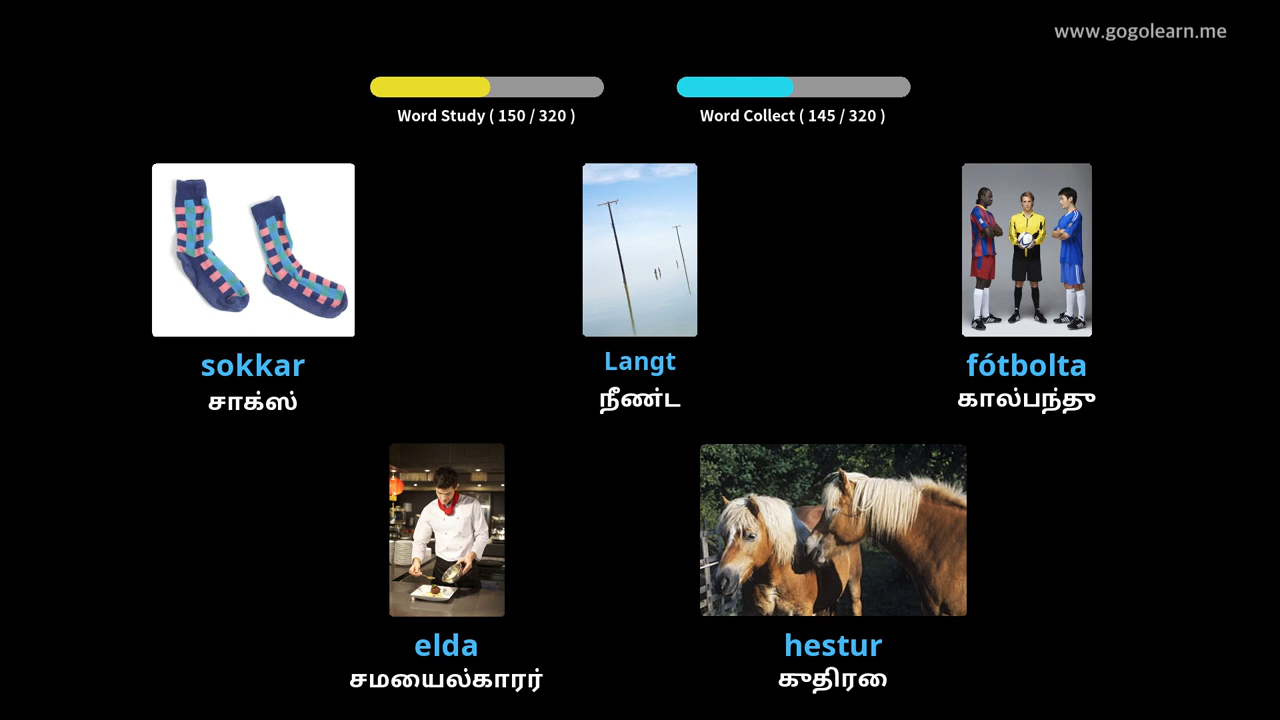 www.gogolearn.me
Word Study ( 150 / 320 )
Word Collect ( 145 / 320 )
sokkar
சாக்ஸ்
Langt
நீண்ட
fótbolta
கால்பந்து
elda
சமையல்காரர்
hestur
குதிரை